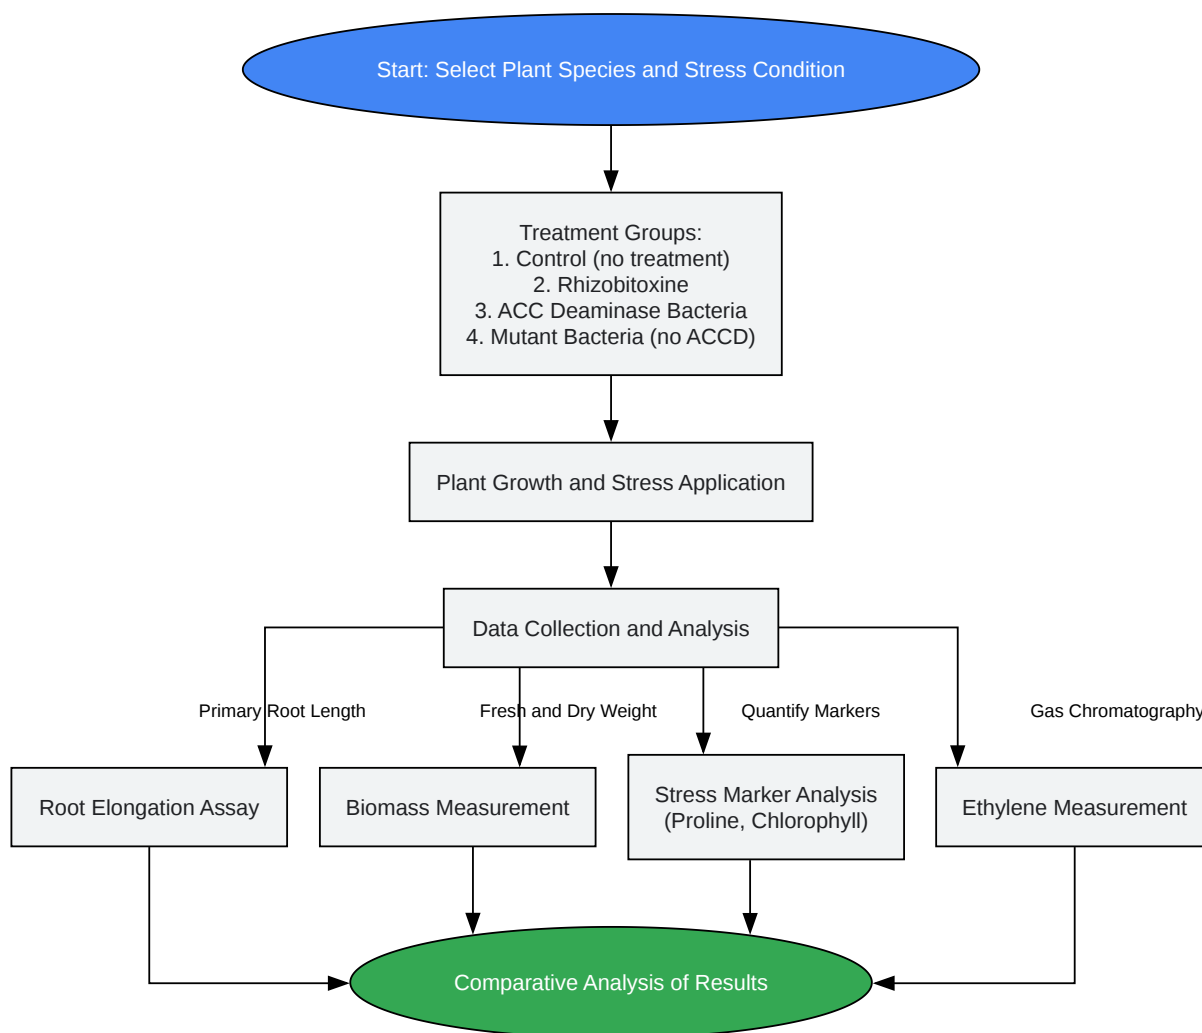 Start: Select Plant Species and Stress Condition
Treatment Groups:
1. Control (no treatment)
2. Rhizobitoxine
3. ACC Deaminase Bacteria
4. Mutant Bacteria (no ACCD)
Plant Growth and Stress Application
Data Collection and Analysis
Primary Root Length
Fresh and Dry Weight
Quantify Markers
Gas Chromatography
Root Elongation Assay
Biomass Measurement
Stress Marker Analysis
(Proline, Chlorophyll)
Ethylene Measurement
Comparative Analysis of Results